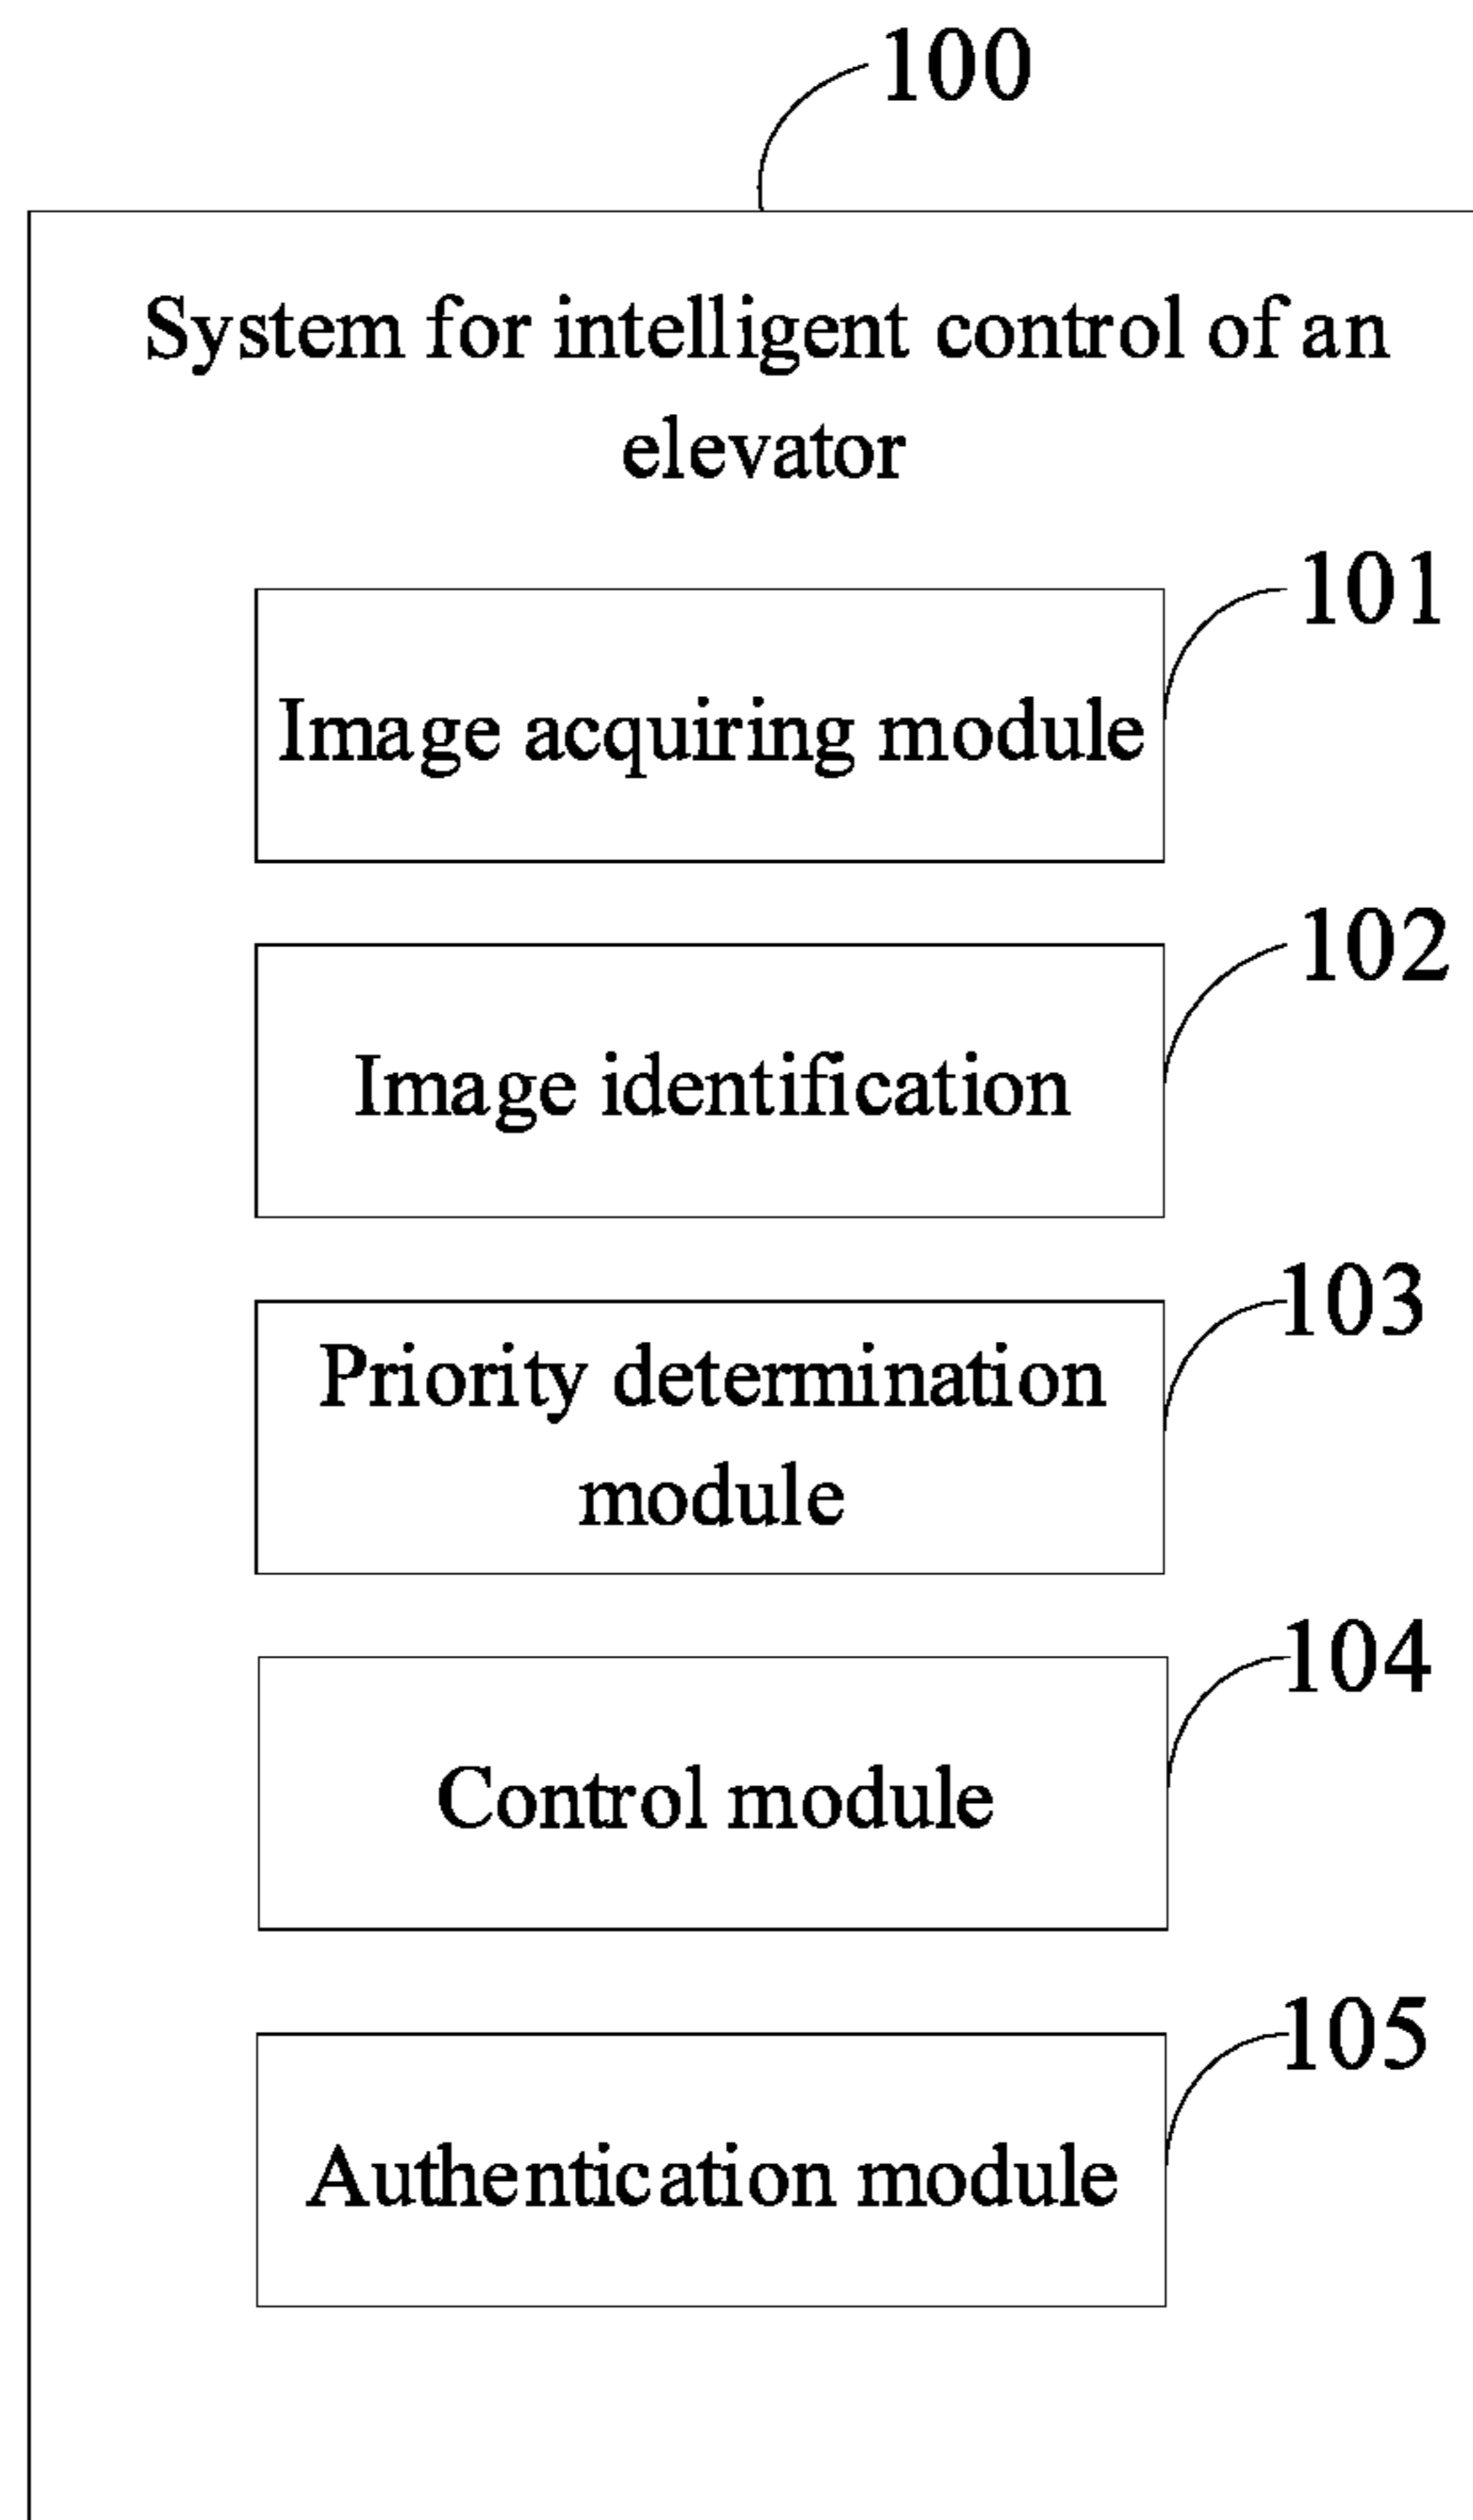 100
System for intelligent control of an
elevator
101
Image acquiring module
102
Image identification
103
Priority determination
module
104
Control module
105
Authentication module